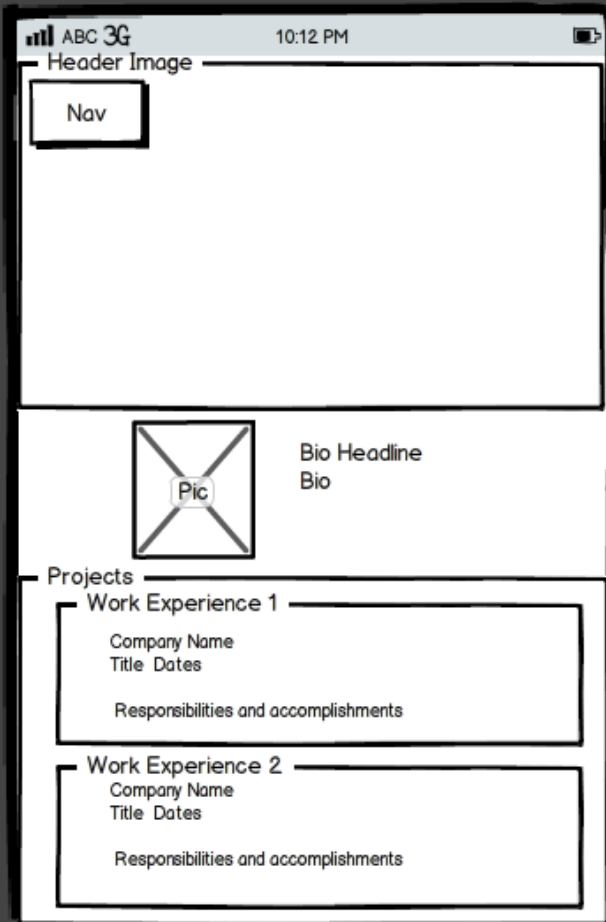 ABC 3G 10:12 PM
Header Image
Nav
Pic
Bio Headline
Bio
Projects
Work Experience 1
Company Name
Title Dates
Responsibilities and accomplishments
Work Experience 2
Company Name
Title Dates
Responsibilities and accomplishments